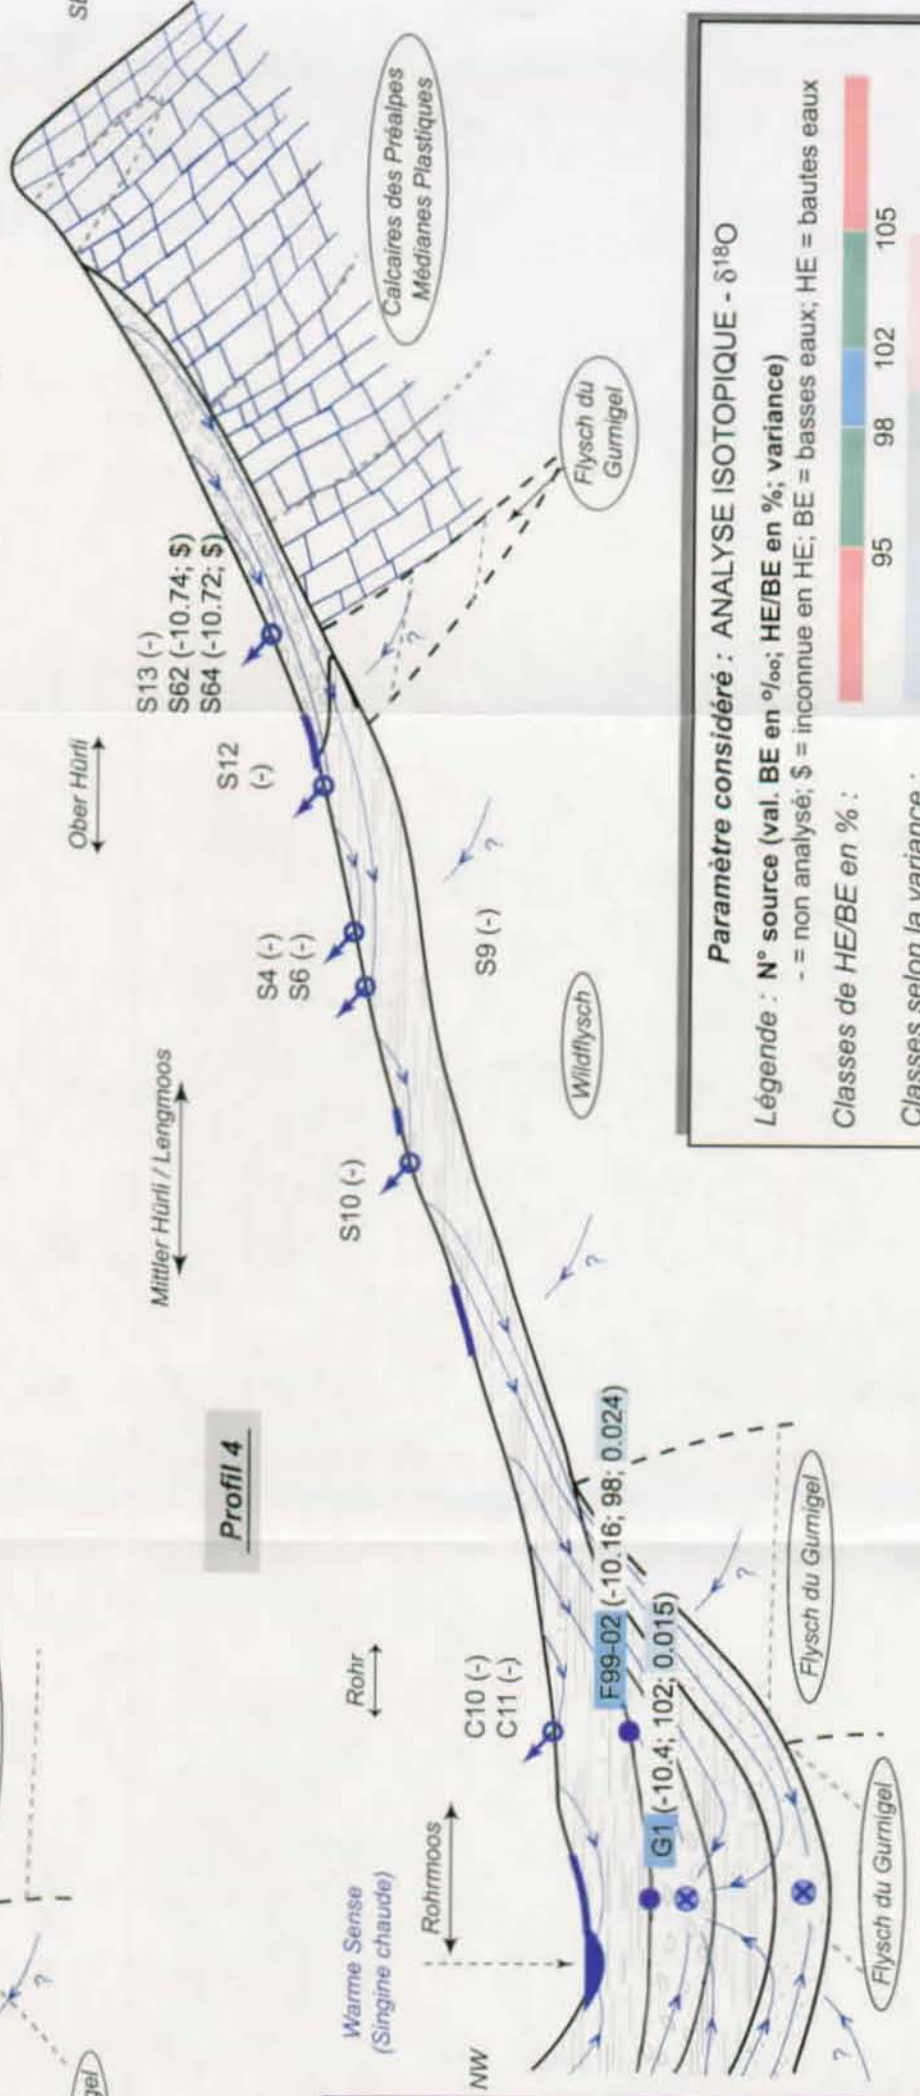 Profil 4
NW
Warme Sense
(Singine chaude)
Rohrmoos
Rohr
C10 (-)
C11 (-)
F99-02 (-10.16; 98; 0.024)
G1 (-10.4; 102; 0.015)
Flysch du Gurnigel
Flysch du Gurnigel
Mittler Hürli / Lengmoos
S10 (-)
S4 (-)
S6 (-)
S9 (-)
Wildflysch
Ober Hürli
S12
(-)
S13 (-)
S62 (-10.74; $)
S64 (-10.72; $)
Flysch du
Gurnigel
Calcaires des Préalpes
Médianes Plastiques
?
?
?
?
?
?
gel
Paramètre considéré : ANALYSE ISOTOPIQUE - δ¹⁸O
Légende : N° source (val. BE en °/₀₀; HE/BE en %; variance)
- = non analysé; $ = inconnue en HE; BE = basses eaux; HE = bautes eaux
Classes de HE/BE en % :
95 98 102 105
Classes selon la variance :